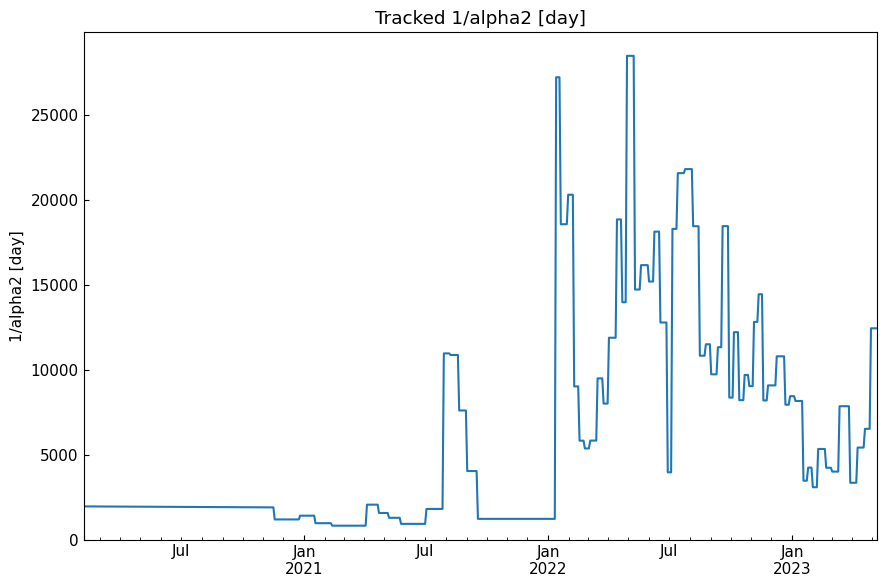 Tracked 1/alpha2 [day]
1/alpha2 [day]
25000
20000
15000
10000
5000
0
Jul
Jan
2021
Jul
Jan
2022
Jul
Jan
2023